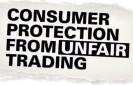 CONSUMER
PROTECTION
FROM UNFAIR
TRADING